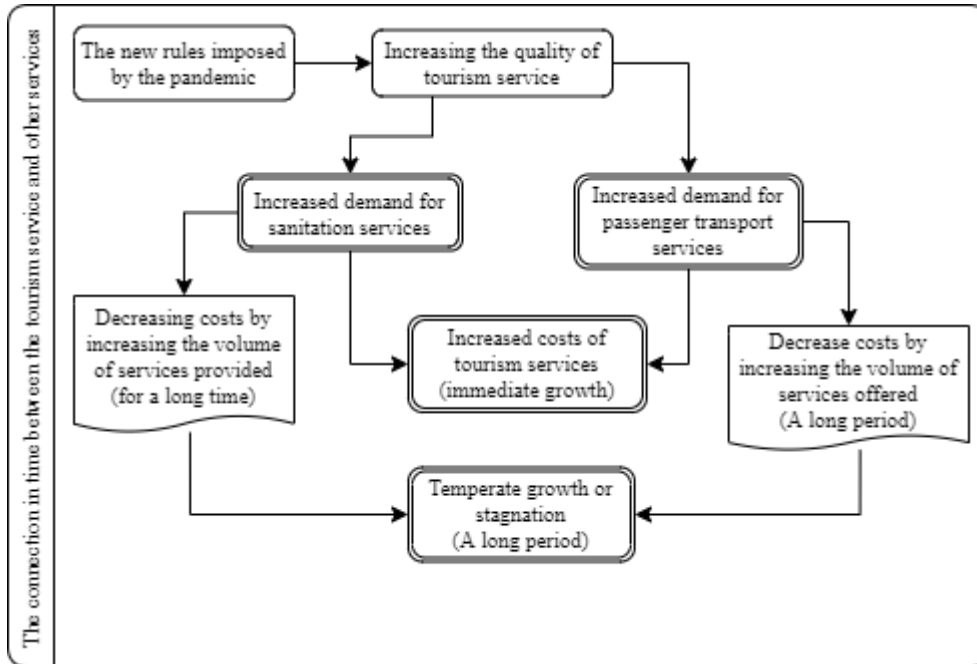 The connection in time between the tourism service and other services
The new rules imposed
by the pandemic
Increasing the quality of
tourism service
Increased demand for
sanitation services
Increased demand for
passenger transport
services
Decreasing costs by
increasing the volume
of services provided
(for a long time)
Increased costs of
tourism services
(immediate growth)
Decrease costs by
increasing the volume of
services offered
(A long period)
Temperate growth or
stagnation
(A long period)